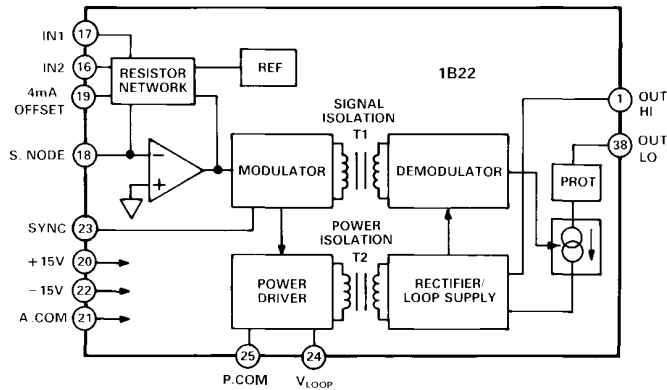 IN1 17
IN2 16
4mA
OFFSET 19
S. NODE 18
SYNC 23
+15V 20
−15V 22
A.COM 21
RESISTOR
NETWORK
REF
1B22
SIGNAL
ISOLATION
T1
−
+
MODULATOR
DEMODULATOR
POWER
ISOLATION
T2
POWER
DRIVER
RECTIFIER/
LOOP SUPPLY
PROT
1 OUT
HI
38 OUT
LO
25
P.COM
24
VLOOP